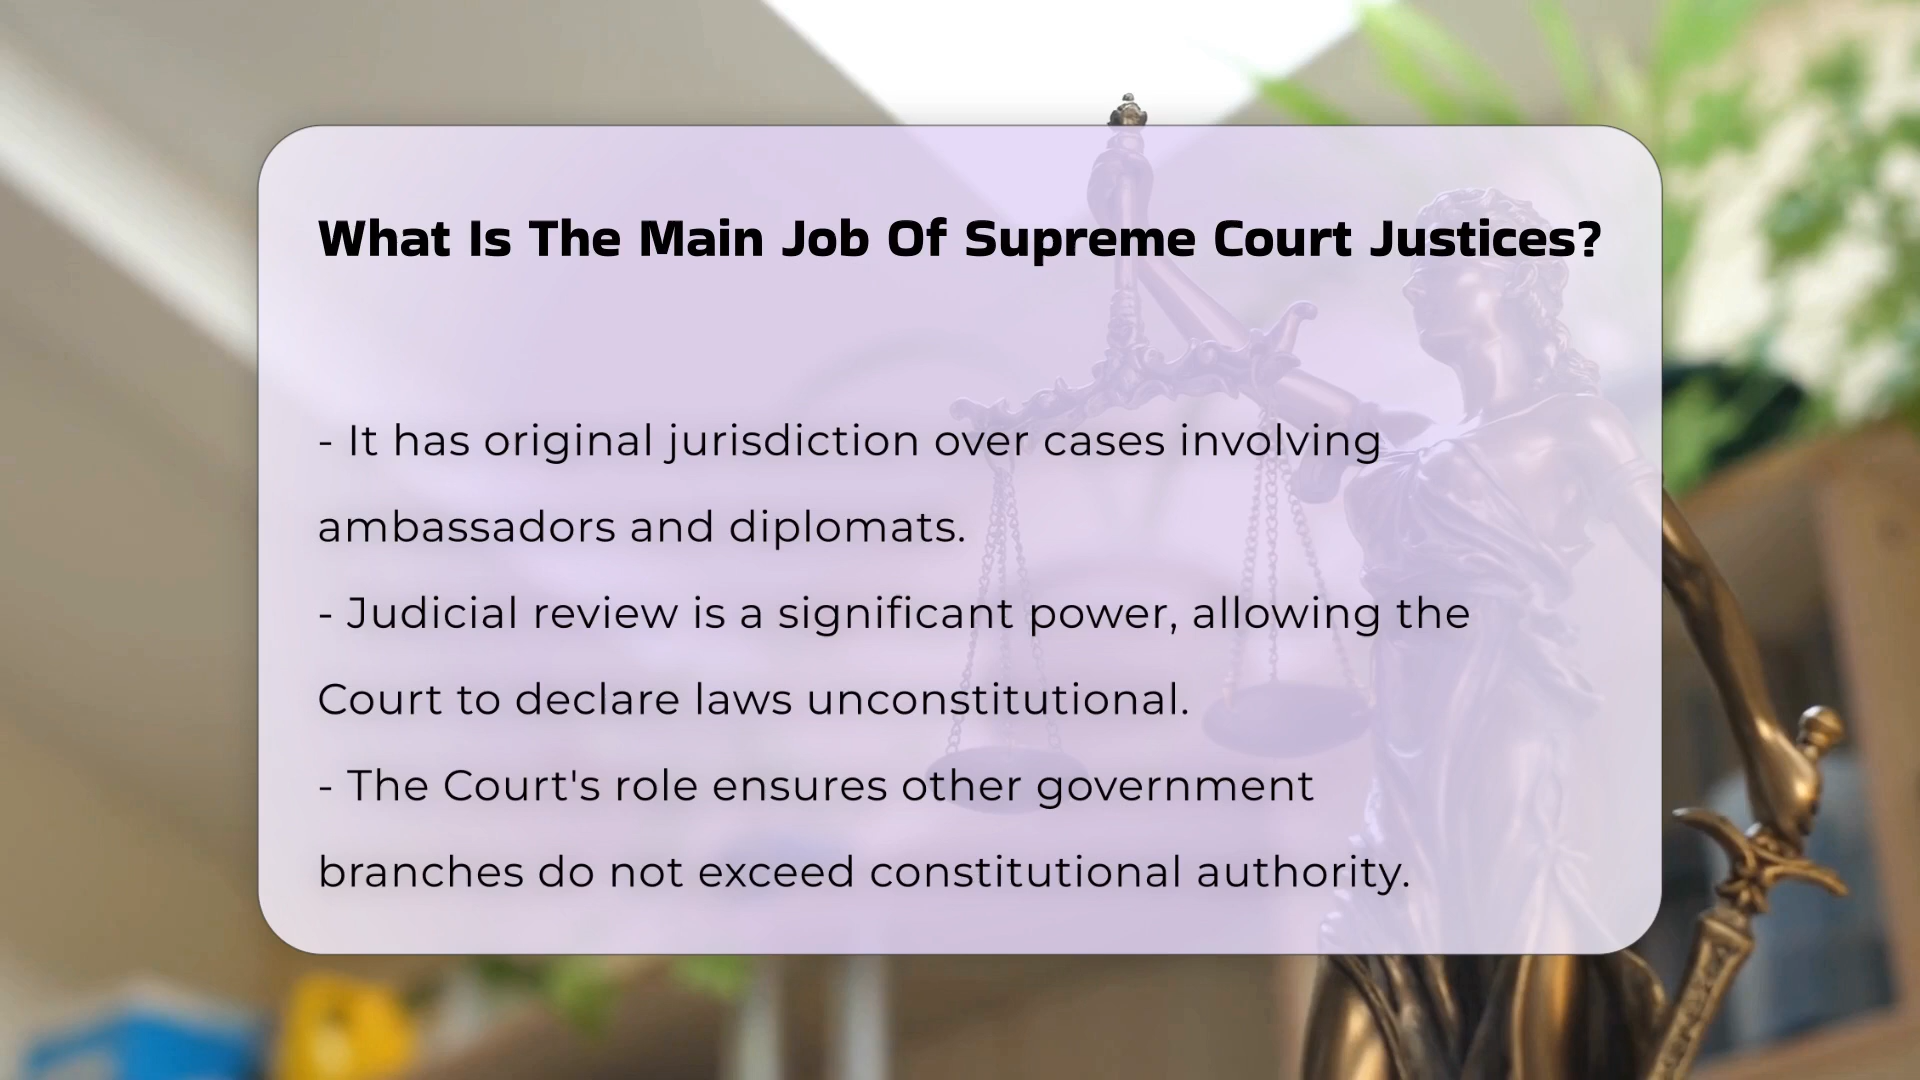 What Is The Main Job Of Supreme Court Justices?
- It has original jurisdiction over cases involving
ambassadors and diplomats.
- Judicial review is a significant power, allowing the
Court to declare laws unconstitutional.
- The Court's role ensures other government
branches do not exceed constitutional authority.